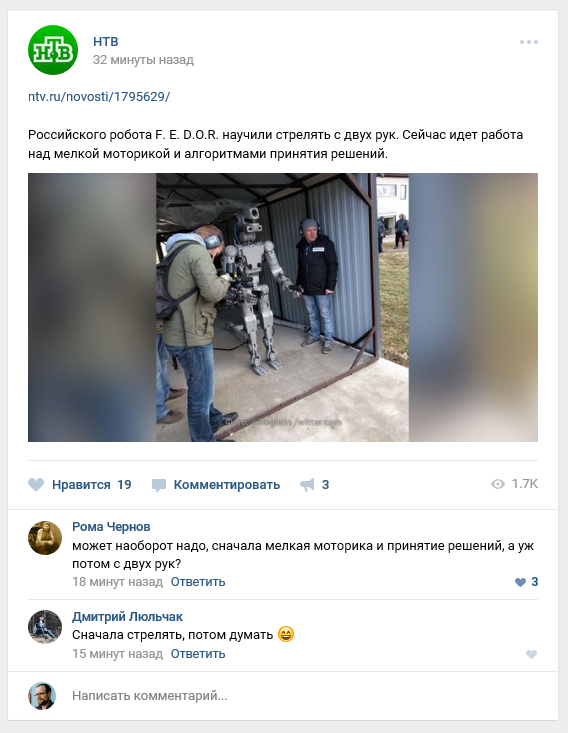 НТВ
НТВ
32 минуты назад
ntv.ru/novosti/1795629/
Российского робота F. E. D.O.R. научили стрелять с двух рук. Сейчас идет работа
над мелкой моторикой и алгоритмами принятия решений.
Нравится 19 Комментировать 3 1.7K
Рома Чернов
может наоборот надо, сначала мелкая моторика и принятие решений, а уж
потом с двух рук?
18 минут назад Ответить 3
Дмитрий Люльчак
Сначала стрелять, потом думать 😄
15 минут назад Ответить
Написать комментарий...